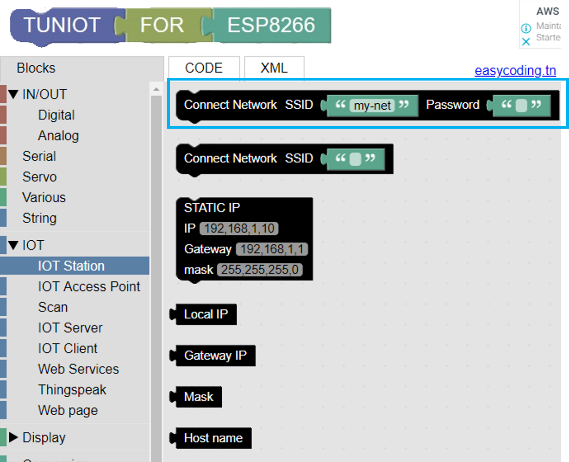 TUNIOT FOR ESP8266
AWS
Mainta
Starte
Blocks
CODE XML
easycoding.tn
IN/OUT
Digital
Analog
Serial
Servo
Various
String
IOT
IOT Station
IOT Access Point
Scan
IOT Server
IOT Client
Web Services
Thingspeak
Web page
Display
Connect Network SSID “ my-net ” Password “ ”
Connect Network SSID “ ”
STATIC IP
IP 192,168,1,10
Gateway 192,168,1,1
mask 255,255,255,0
Local IP
Gateway IP
Mask
Host name